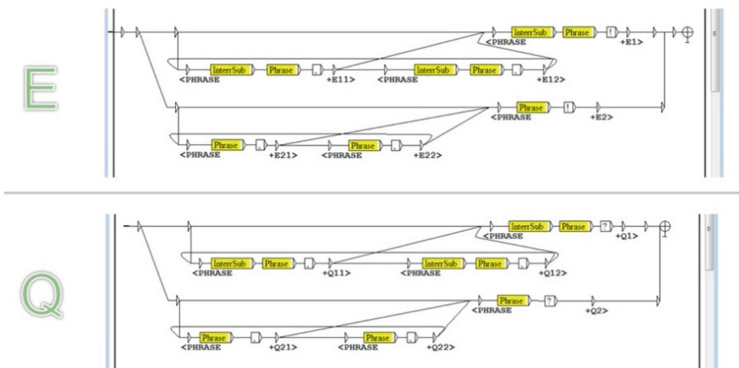 E
InterrSub Phrase !
<PHRASE +E1>
InterrSub Phrase , InterrSub Phrase ,
<PHRASE +E11> <PHRASE +E12>
Phrase !
<PHRASE +E2>
Phrase , Phrase ,
<PHRASE +E21> <PHRASE +E22>
Q
InterrSub Phrase ?
<PHRASE +Q1>
InterrSub Phrase , InterrSub Phrase ,
<PHRASE +Q11> <PHRASE +Q12>
Phrase ?
<PHRASE +Q2>
Phrase , Phrase ,
<PHRASE +Q21> <PHRASE +Q22>